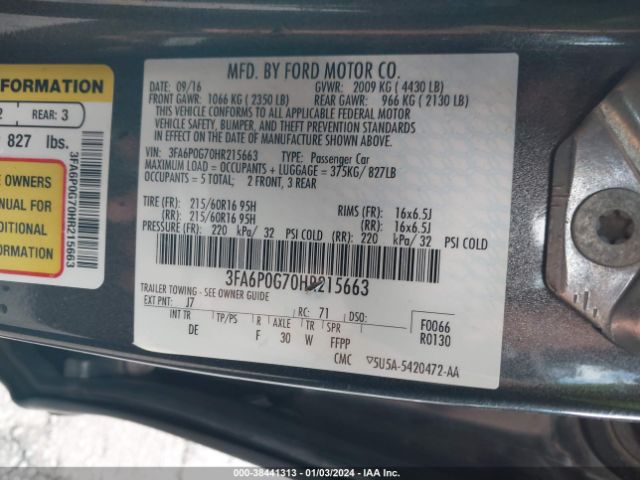 FORMATION
2 REAR: 3
827 lbs.
E OWNERS
NUAL FOR
DITIONAL
ORMATION
3FA6P0G70HR215663
MFD. BY FORD MOTOR CO.
09/16 GVWR: 2009 KG ( 4430 LB)
FRONT GAWR: 1066 KG ( 2350 LB) REAR GAWR: 966 KG ( 2130 LB)
THIS VEHICLE CONFORMS TO ALL APPLICABLE FEDERAL MOTOR
VEHICLE SAFETY, BUMPER, AND THEFT PREVENTION STANDARDS
IN EFFECT ON THE DATE OF MANUFACTURE SHOWN ABOVE.
VIN: 3FA6P0G70HR215663 TYPE: Passenger Car
MAXIMUM LOAD = OCCUPANTS + LUGGAGE = 375KG/ 827LB
OCCUPANTS = 5 TOTAL; 2 FRONT, 3 REAR
TIRE (FR): 215/60R16 95H RIMS (FR): 16x6.5J
(RR): 215/60R16 95H (RR): 16x6.5J
PRESSURE (FR): 220 kPa/ 32 PSI COLD (RR): 220 kPa/ 32 PSI COLD
3FA6P0G70HR215663
TRAILER TOWING - SEE OWNER GUIDE
EXT PNT: J7 RC: 71 DSO: F0066
INT TR TP/PS R AXLE TR SPR R0130
DE F 30 W FFPP
CMC 5U5A-5420472-AA
000-38441313 - 01/03/2024 - IAA Inc.